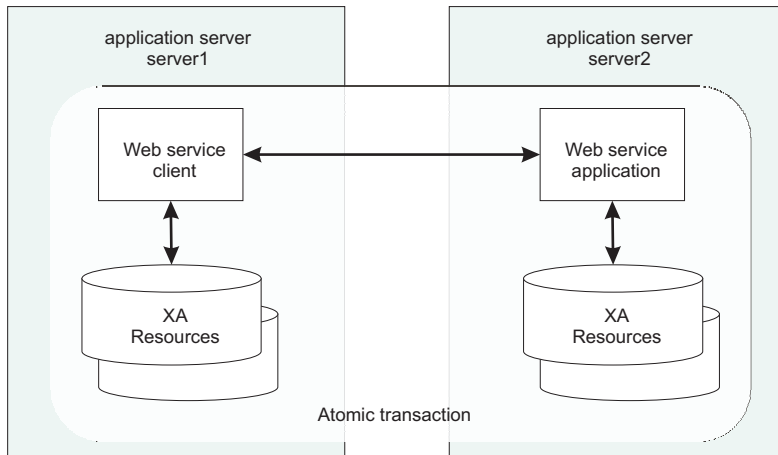 application server
server1
application server
server2
Web service
client
Web service
application
XA
Resources
XA
Resources
Atomic transaction